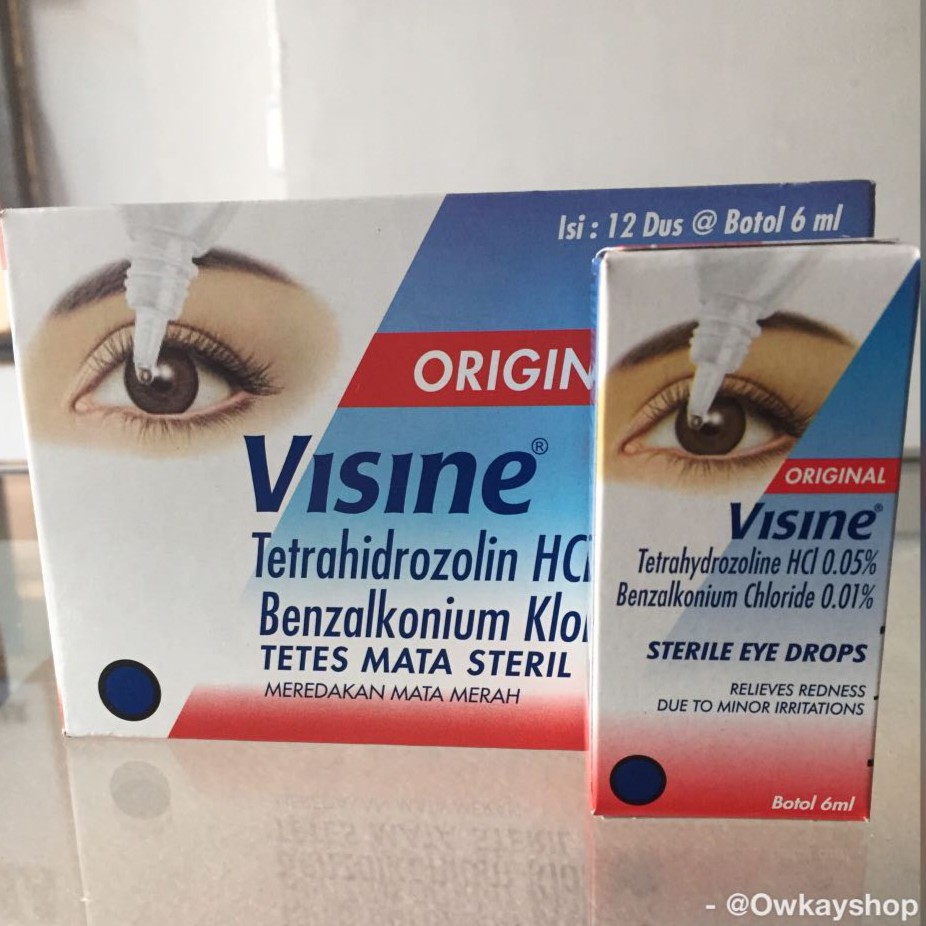 Isi : 12 Dus @ Botol 6 ml
ORIGIN
Visine®
Tetrahidrozolin HCl
Benzalkonium Klo
TETES MATA STERIL
MEREDAKAN MATA MERAH
ORIGINAL
Visine®
Tetrahydrozoline HCl 0.05%
Benzalkonium Chloride 0.01%
STERILE EYE DROPS
RELIEVES REDNESS
DUE TO MINOR IRRITATIONS
Botol 6ml
- @Owkayshop